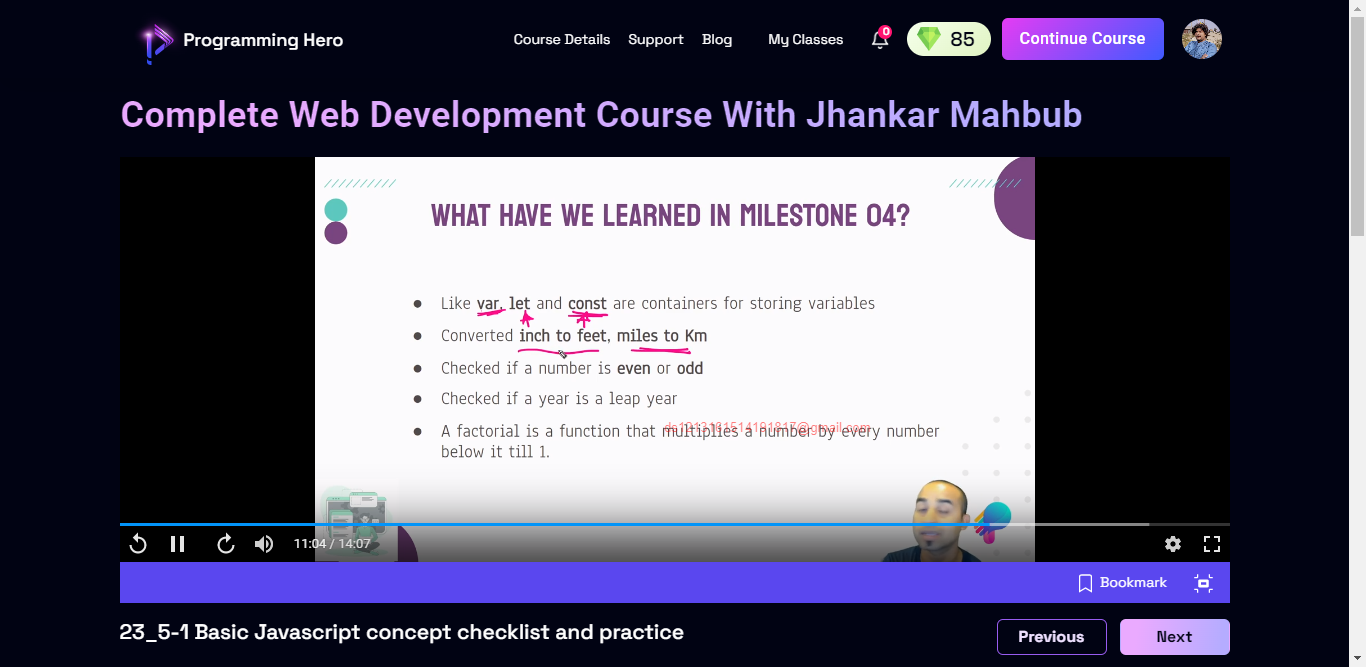 Programming Hero
Course Details Support Blog My Classes 0 85 Continue Course
Complete Web Development Course With Jhankar Mahbub
WHAT HAVE WE LEARNED IN MILESTONE 04?
● Like var, let and const are containers for storing variables
● Converted inch to feet, miles to Km
● Checked if a number is even or odd
● Checked if a year is a leap year
● A factorial is a function that multiplies a number by every number
below it till 1.
11:04 / 14:07
Bookmark
23_5-1 Basic Javascript concept checklist and practice
Previous Next